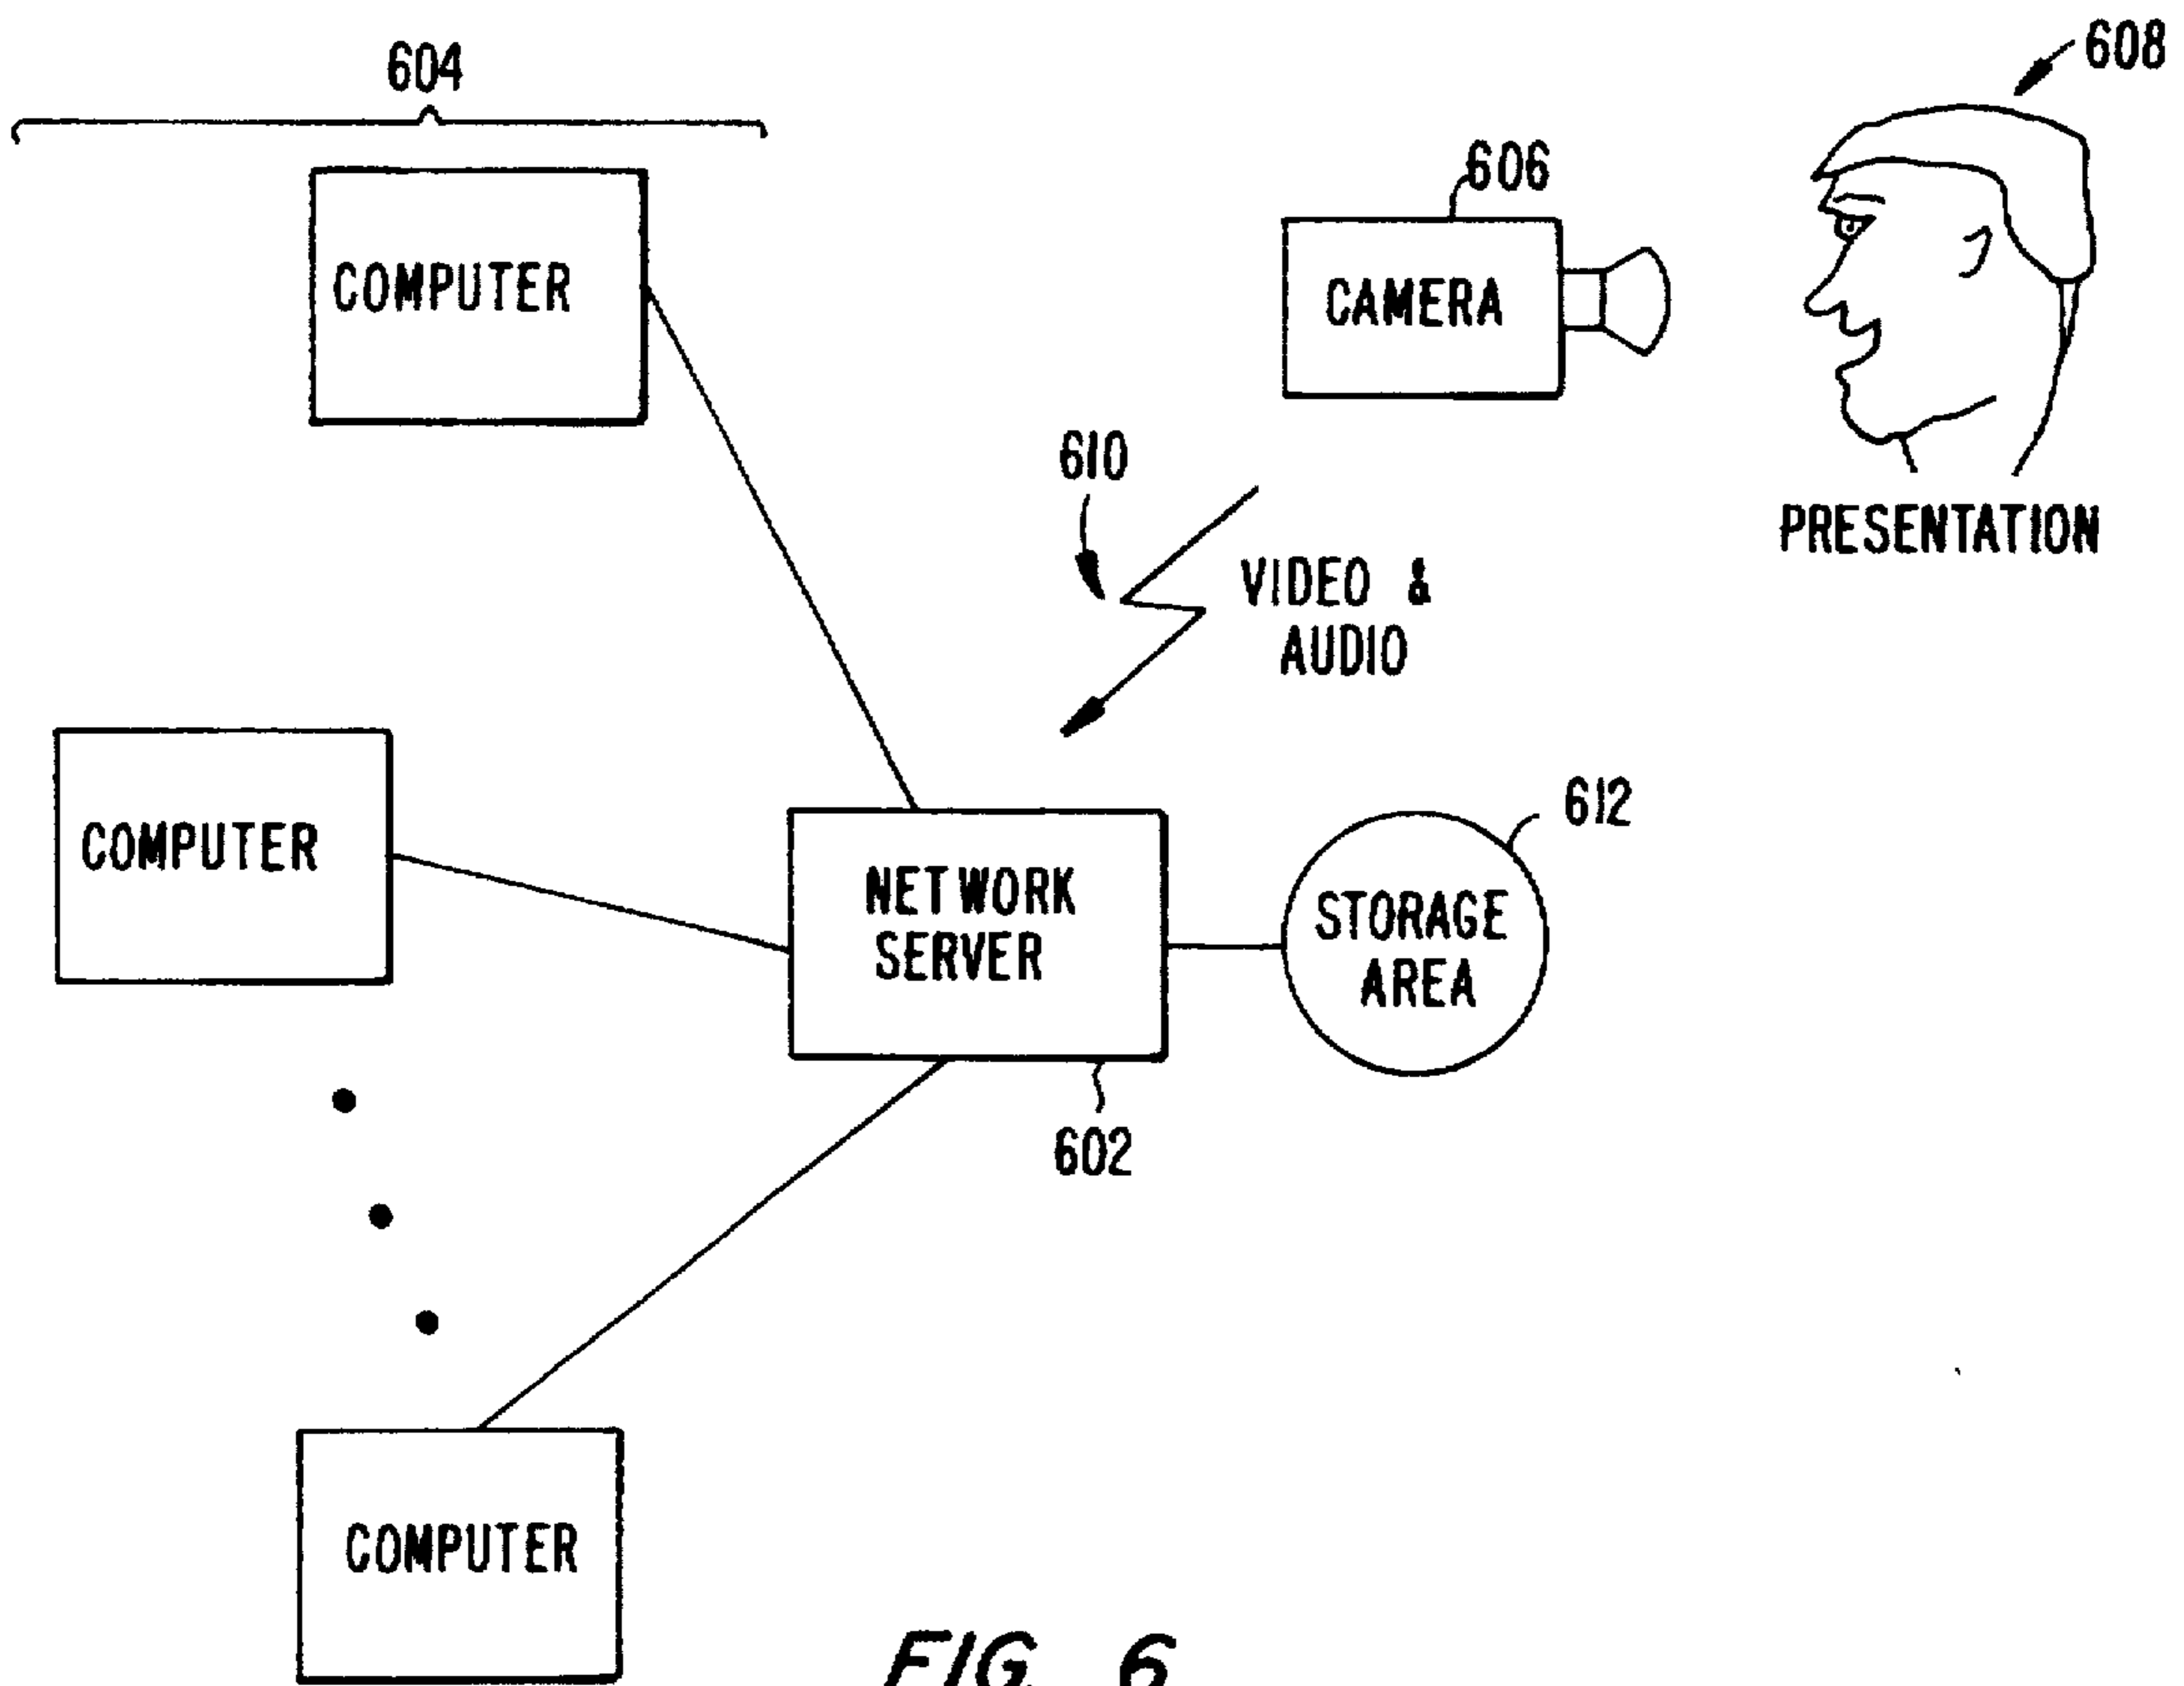 604
608
606
COMPUTER
CAMERA
610
PRESENTATION
VIDEO &
AUDIO
612
COMPUTER
NETWORK
SERVER
STORAGE
AREA
602
COMPUTER
FIG. 6